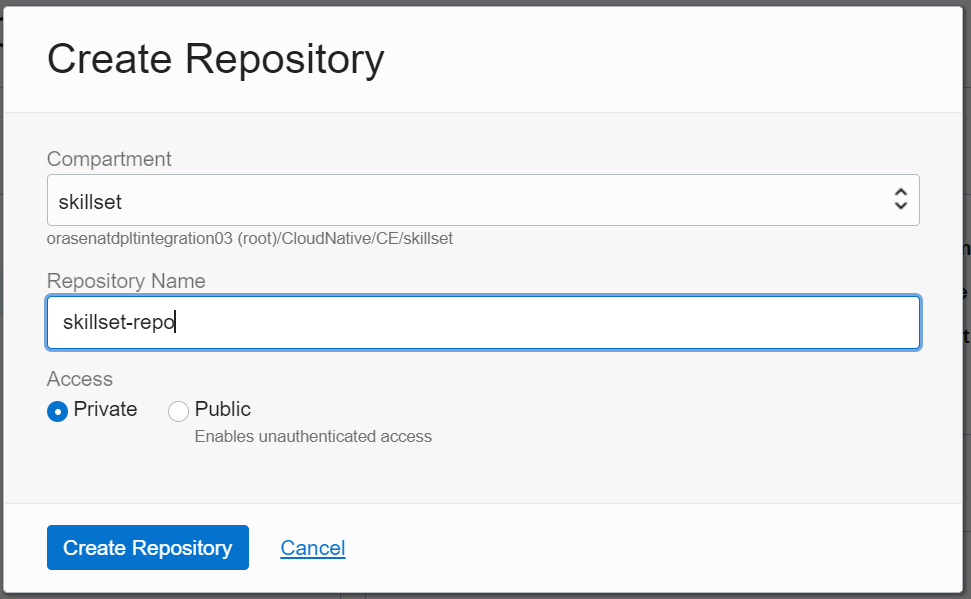 Create Repository
Compartment
skillset
orasenatdpltintegration03 (root)/CloudNative/CE/skillset
Repository Name
skillset-repo
Access
Private Public
Enables unauthenticated access
Create Repository Cancel